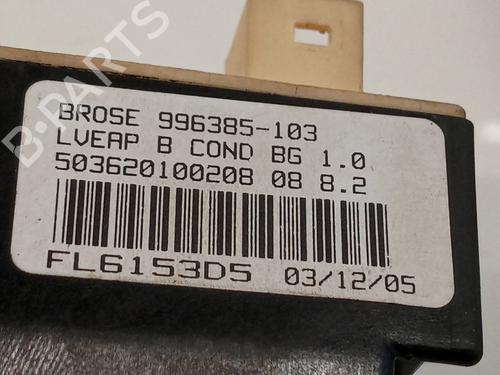 BROSE 996385-103
LVEAP B COND BG 1.0
503620100208 08 8.2
FL6153D5 03/12/05
B-PARTS